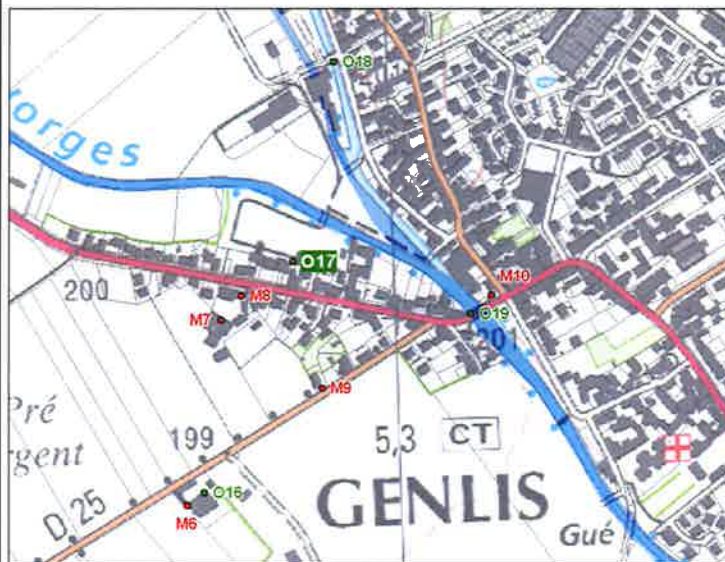 O18
orges
O17
M10
200
M8
O19
M7
M9
Pré
199
5,3
CT
rgent
O16
GENLIS
D 25
M6
Gué